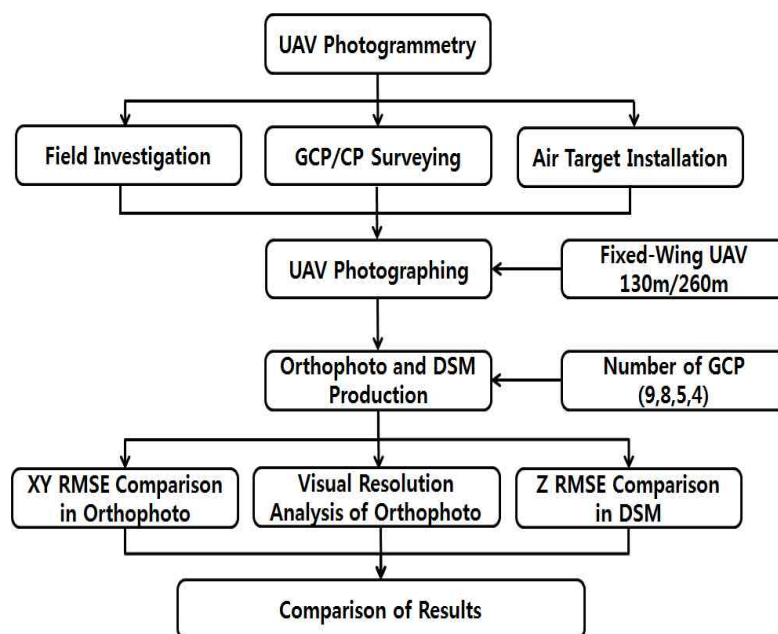 UAV Photogrammetry
Field Investigation
GCP/CP Surveying
Air Target Installation
UAV Photographing
Fixed-Wing UAV
130m/260m
Orthophoto and DSM
Production
Number of GCP
(9,8,5,4)
XY RMSE Comparison
in Orthophoto
Visual Resolution
Analysis of Orthophoto
Z RMSE Comparison
in DSM
Comparison of Results